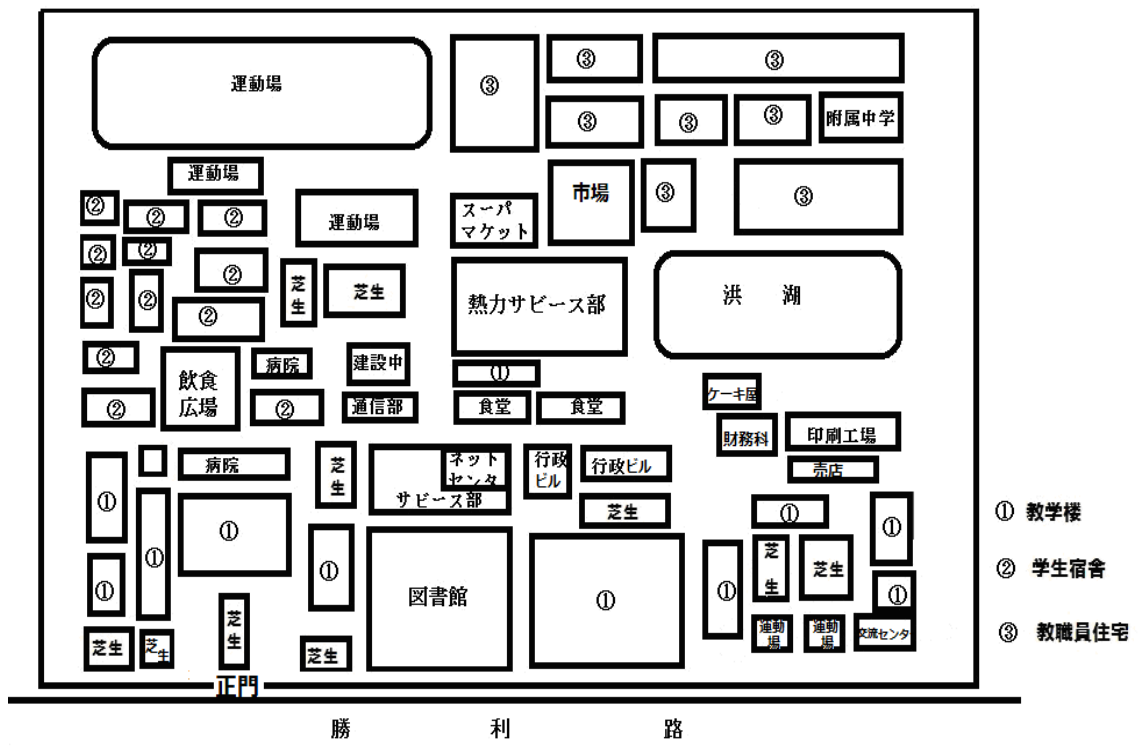 運動場
③
③
③
③
③
③
附属中学
運動場
市場
③
③
②
②
②
運動場
スーパ
マケット
②
②
②
芝生
芝生
熱力サビース部
洪 湖
②
②
②
②
病院
建設中
①
飲食
広場
ケーキ屋
②
②
通信部
食堂
食堂
財務科
印刷工場
病院
芝生
ネット
センタ
サビース部
行政
ビル
行政ビル
売店
①
①
①
芝生
①
①
①
①
図書館
①
①
芝生
芝生
①
①
芝生
芝生
芝生
芝生
運動場
運動場
交流センタ
正門
勝 利 路
① 教学楼
② 学生宿舎
③ 教職員住宅